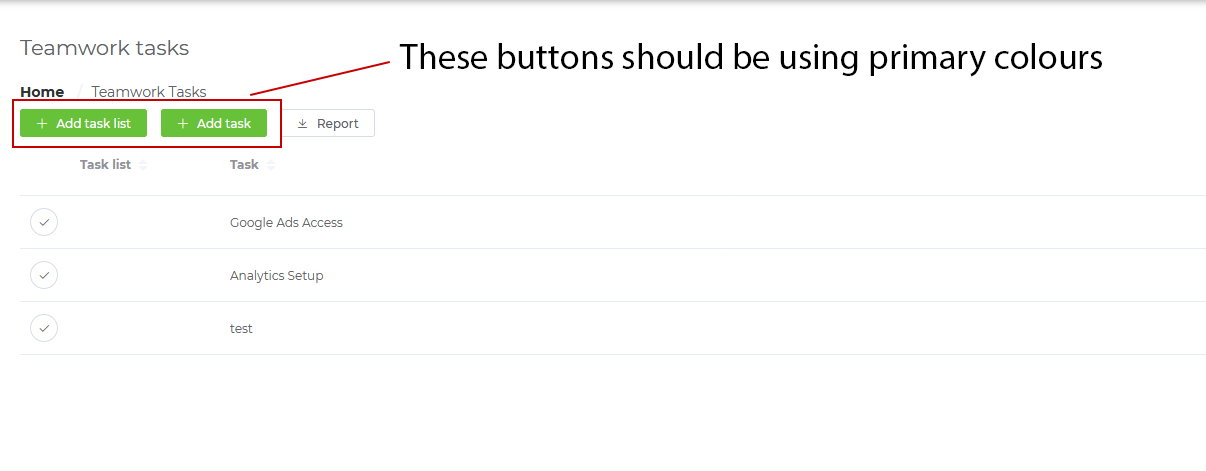 Teamwork tasks
These buttons should be using primary colours
Home / Teamwork Tasks
+ Add task list + Add task Report
Task list Task
Google Ads Access
Analytics Setup
test